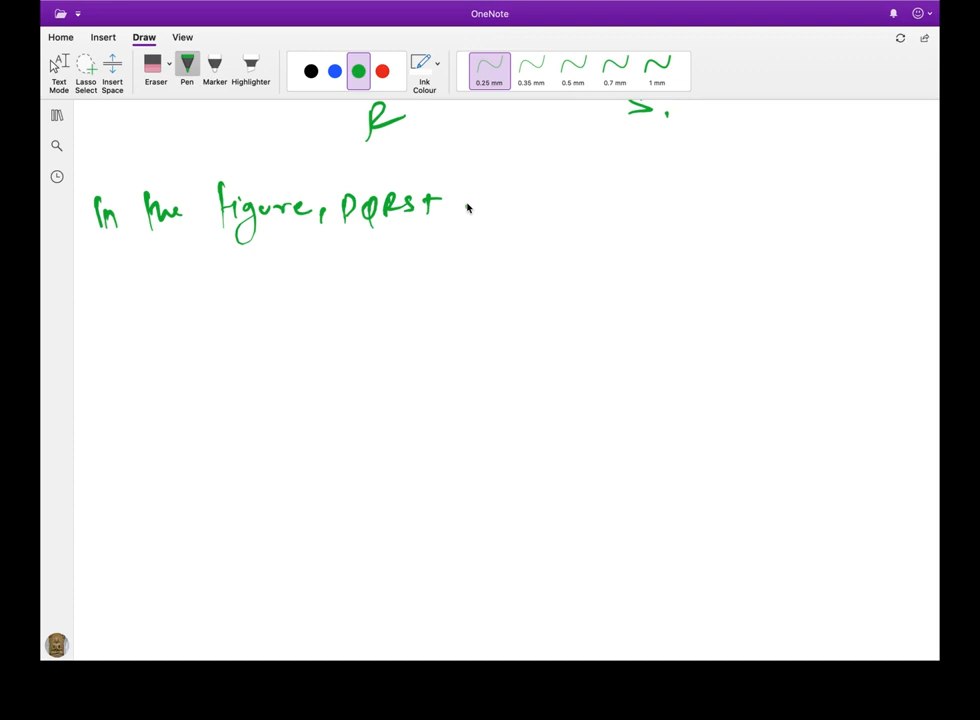 OneNote
Home Insert Draw View
Text Mode Lasso Select Insert Space Eraser Pen Marker Highlighter Ink Colour 0.25 mm 0.35 mm 0.5 mm 0.7 mm 1 mm
R S.
In the figure, PQRST